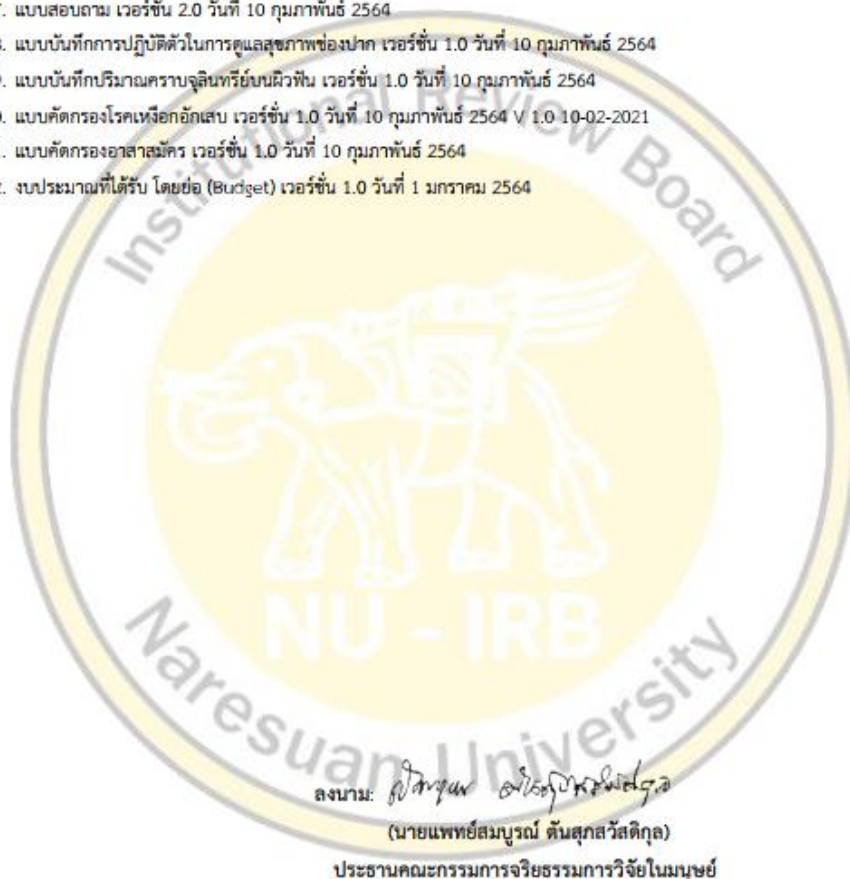 . แบบสอบถาม เวอร์ชั่น 2.0 วันที่ 10 กุมภาพันธ์ 2564
. แบบบันทึกการปฏิบัติตัวในการดูแลสุขภาพช่องปาก เวอร์ชั่น 1.0 วันที่ 10 กุมภาพันธ์ 2564
. แบบบันทึกปริมาณคราบจุลินทรีย์บนผิวฟัน เวอร์ชั่น 1.0 วันที่ 10 กุมภาพันธ์ 2564
. แบบคัดกรองโรคเหงือกอักเสบ เวอร์ชั่น 1.0 วันที่ 10 กุมภาพันธ์ 2564 V 1.0 10-02-2021
. แบบคัดกรองอาสาสมัคร เวอร์ชั่น 1.0 วันที่ 10 กุมภาพันธ์ 2564
. งบประมาณที่ได้รับ โดยย่อ (Budget) เวอร์ชั่น 1.0 วันที่ 1 มกราคม 2564
Institutional Review Board
NU - IRB
Naresuan University
ลงนาม:
(นายแพทย์สมบูรณ์ ตันสุภสวัสดิกุล)
ประธานคณะกรรมการจริยธรรมการวิจัยในมนุษย์